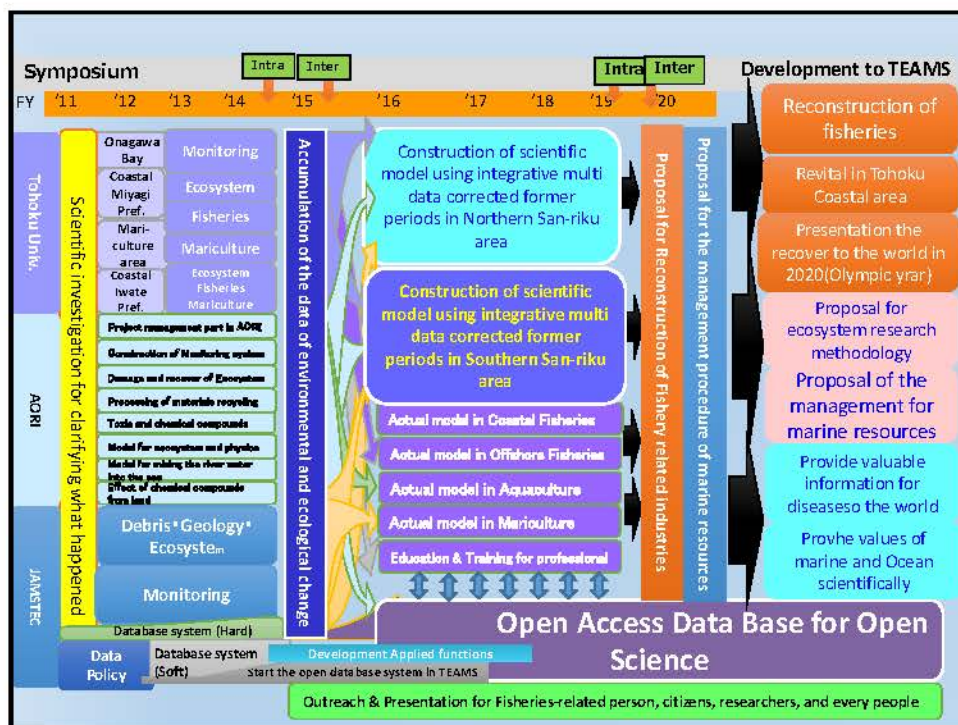 Symposium
Intra
Inter
Intra
Inter
Development to TEAMS
FY
'11
'12
'13
'14
'15
'16
'17
'18
'19
'20
Tohoku Univ.
AORI
JAMSTEC
Scientific investigation for clarifying what happened
Onagawa
Bay
Coastal
Miyagi
Pref.
Mari-
culture
area
Coastal
Iwate
Pref.
Monitoring
Ecosystem
Fisheries
Mariculture
Ecosystem
Fisheries
Mariculture
Project management part in AORI
Construction of Monitoring system
Damage and recover of Ecosystem
Processing of materials recycling
Toxic and chemical compounds
Model for ecosystem and physics
Model for mixing the river water
into the sea
Effect of chemical compounds
from land
Debris・Geology・
Ecosystem
Monitoring
Database system (Hard)
Data
Policy
Database system
(Soft)
Development Applied functions
Start the open database system in TEAMS
Accumulation of the data of environmental and ecological change
Construction of scientific
model using integrative multi
data corrected former
periods in Northern San-riku
area
Construction of scientific
model using integrative multi
data corrected former
periods in Southern San-riku
area
Actual model in Coastal Fisheries
Actual model in Offshore Fisheries
Actual model in Aquaculture
Actual model in Mariculture
Education & Training for professional
Proposal for Reconstruction of Fishery related industries
Proposal for the management procedure of marine resources
Open Access Data Base for Open
Science
Outreach & Presentation for Fisheries-related person, citizens, researchers, and every people
Reconstruction of
fisheries
Revital in Tohoku
Coastal area
Presentation the
recover to the world in
2020(Olympic yrar)
Proposal for
ecosystem research
methodology
Proposal of the
management for
marine resources
Provide valuable
information for
diseaseso the world
Provhe values of
marine and Ocean
scientifically